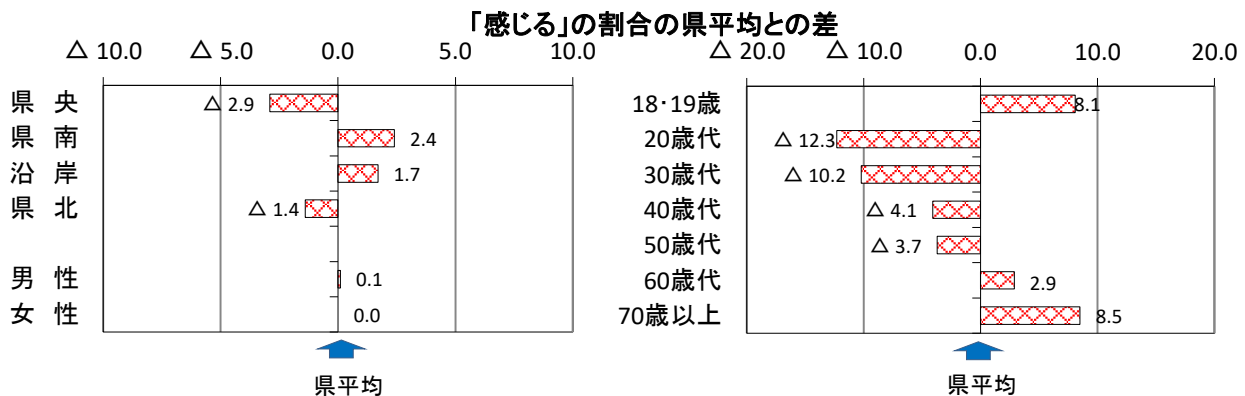 「感じる」の割合の県平均との差
△ 10.0 △ 5.0 0.0 5.0 10.0
県 央 △ 2.9
県 南 2.4
沿 岸 1.7
県 北 △ 1.4
男 性 0.1
女 性 0.0
県平均
△ 20.0 △ 10.0 0.0 10.0 20.0
18･19歳 8.1
20歳代 △ 12.3
30歳代 △ 10.2
40歳代 △ 4.1
50歳代 △ 3.7
60歳代 2.9
70歳以上 8.5
県平均